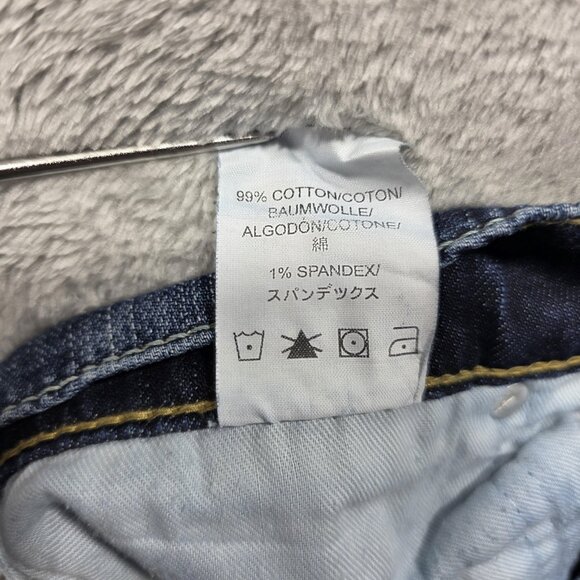 99% COTTON/COTON/
BAUMWOLLE/
ALGODÓN/COTONE/
綿
1% SPANDEX/
スパンデックス